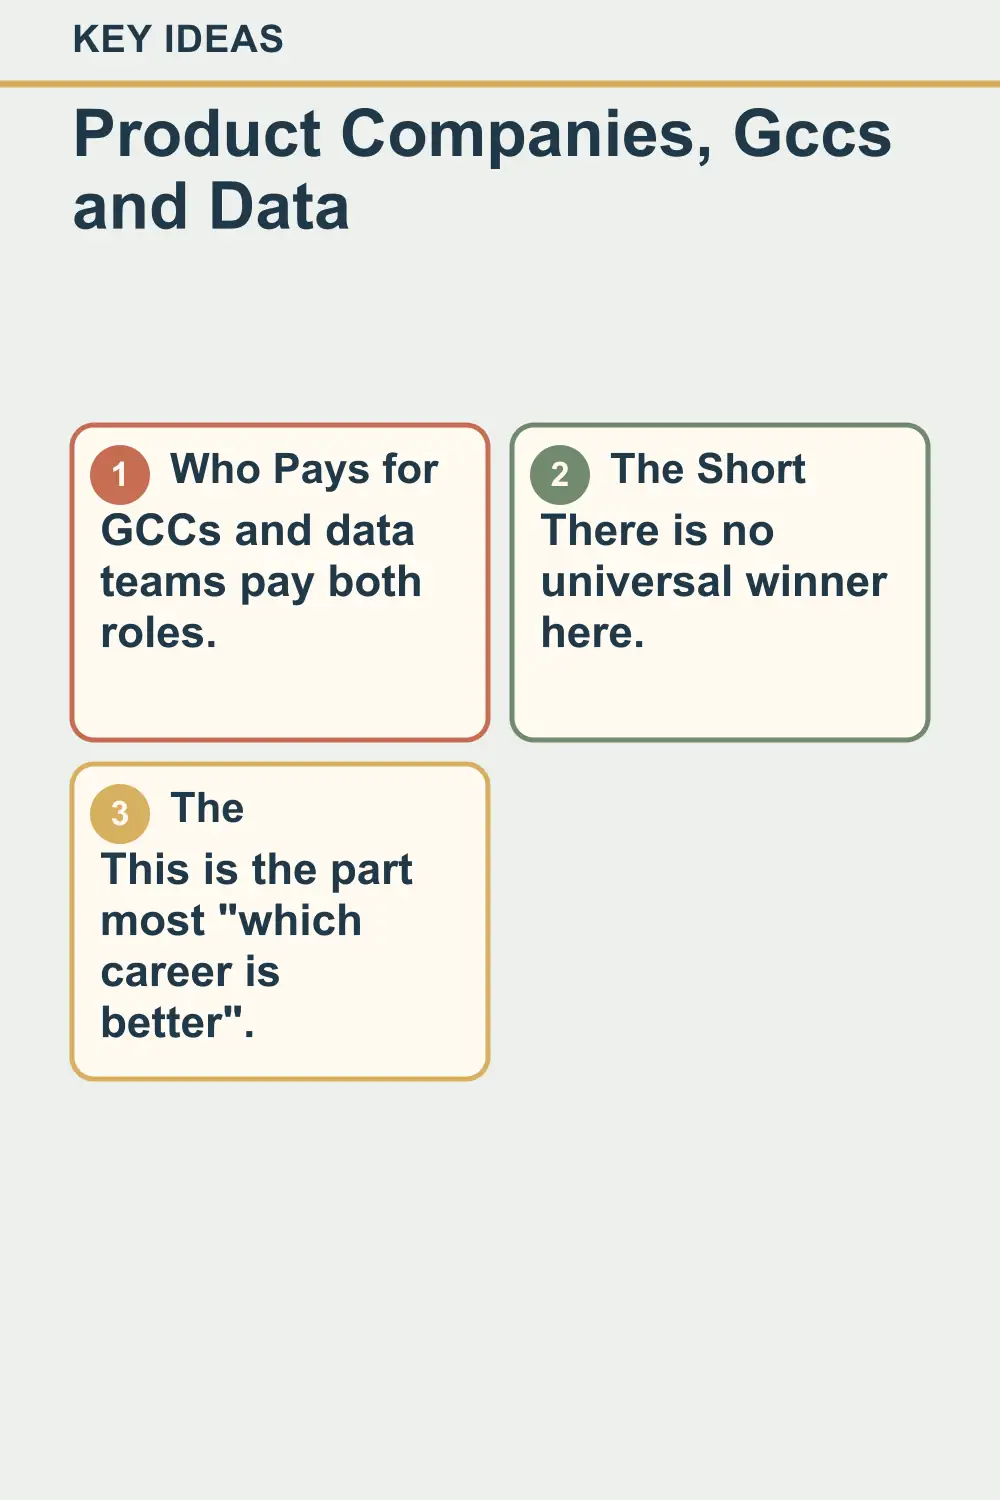 KEY IDEAS
Product Companies, Gccs
and Data
1 Who Pays for
GCCs and data
teams pay both
roles.
2 The Short
There is no
universal winner
here.
3 The
This is the part
most "which
career is
better".